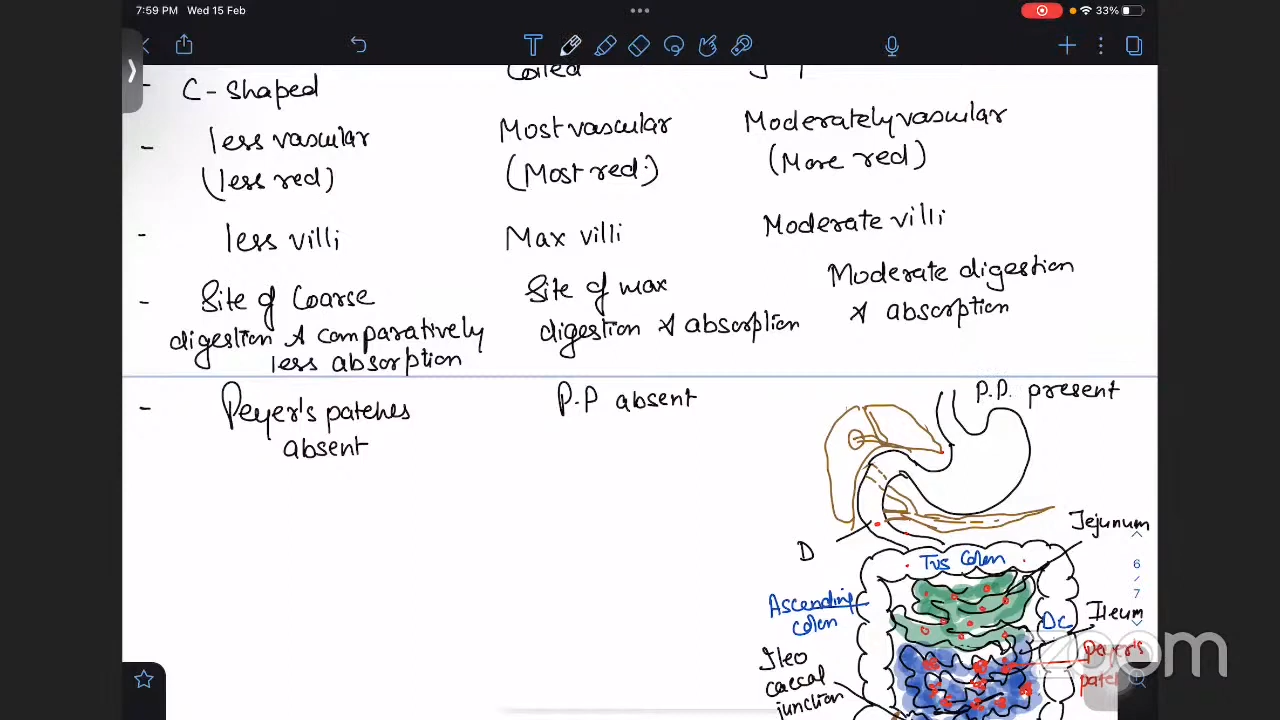 7:59 PM Wed 15 Feb
33%
C-Shaped
Coiled
less vascular
(less red)
Most vascular
(Most red)
Moderately vascular
(More red)
less villi
Max villi
Moderate villi
Site of Coarse
digestion & comparatively
less absorption
Site of max
digestion & absorption
Moderate digestion
& absorption
Peyer's patches
absent
P.P absent
P.P. present
Jejunum
D
Tvs Colon
Ascending
Colon
Dc
Ileum
Ileo
caecal
junction
Peyer's
6
/
7
zoom